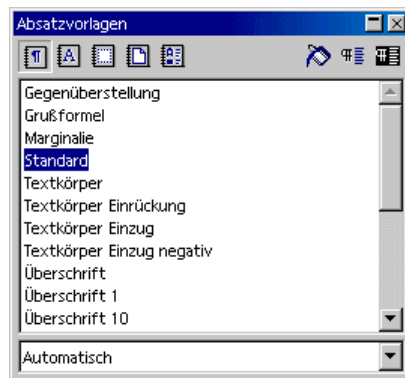 Absatzvorlagen
Gegenüberstellung
Grußformel
Marginalie
Standard
Textkörper
Textkörper Einrückung
Textkörper Einzug
Textkörper Einzug negativ
Überschrift
Überschrift 1
Überschrift 10
Automatisch